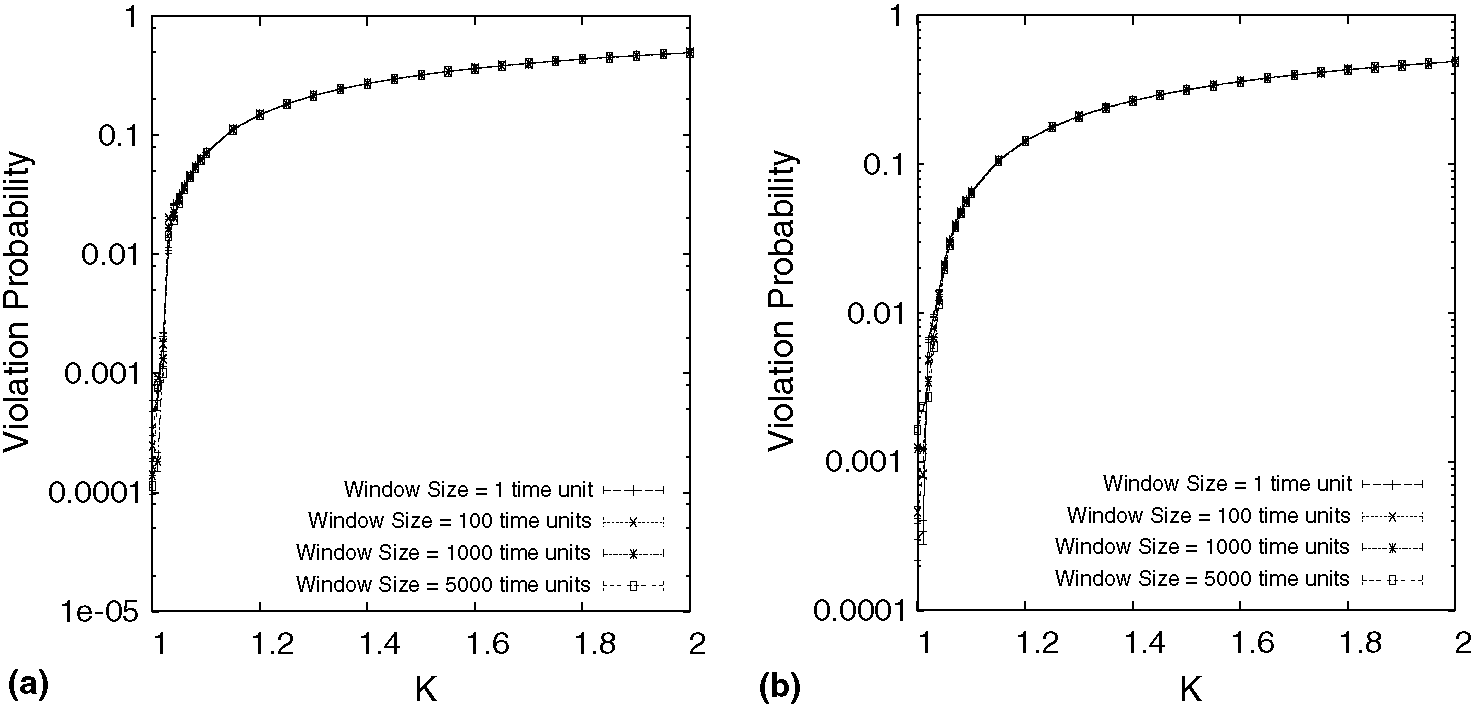 1
0.1
0.01
0.001
0.0001
1e-05
Violation Probability
Window Size = 1 time unit
Window Size = 100 time units
Window Size = 1000 time units
Window Size = 5000 time units
1 1.2 1.4 1.6 1.8 2
K
(a)
1
0.1
0.01
0.001
0.0001
Violation Probability
Window Size = 1 time unit
Window Size = 100 time units
Window Size = 1000 time units
Window Size = 5000 time units
1 1.2 1.4 1.6 1.8 2
K
(b)